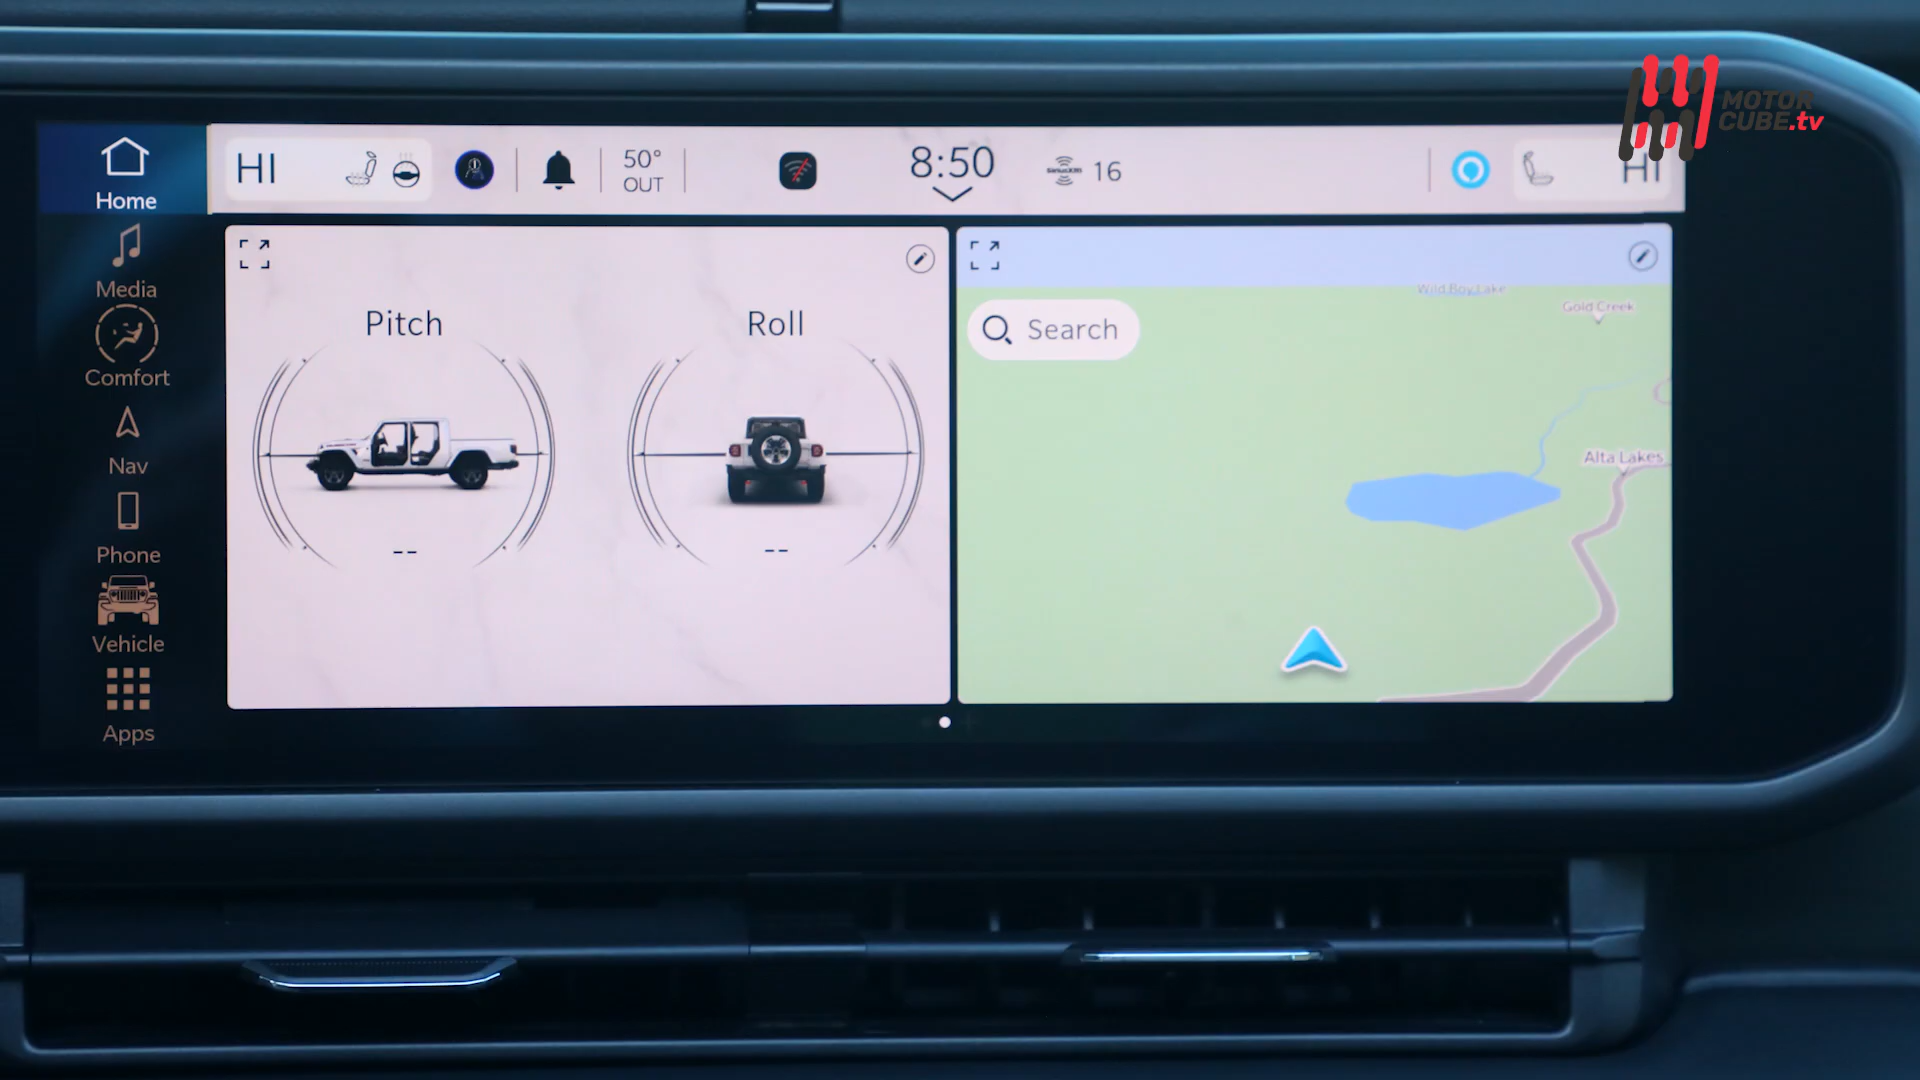 MOTOR
CUBE.tv
Home
HI
50°
OUT
8:50
SiriusXM
16
HI
Media
Comfort
Nav
Phone
Vehicle
Apps
Pitch
--
Roll
--
Search
Wild Boy Lake
Gold Creek
Alta Lakes